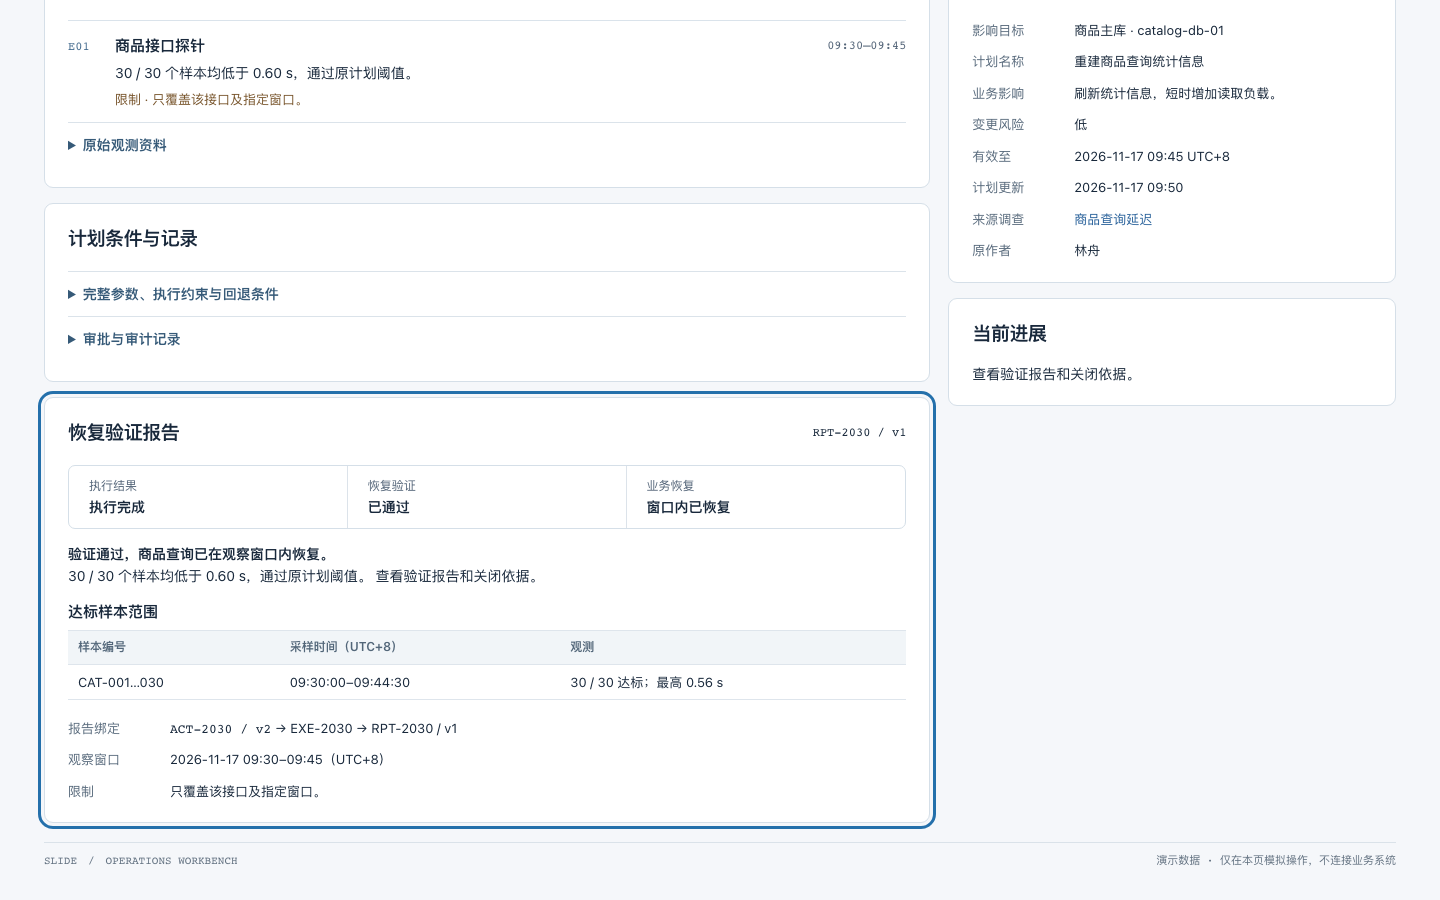 E01 商品接口探针 09:30—09:45
30 / 30 个样本均低于 0.60 s，通过原计划阈值。
限制 · 只覆盖该接口及指定窗口。
▶ 原始观测资料
计划条件与记录
▶ 完整参数、执行约束与回退条件
▶ 审批与审计记录
恢复验证报告 RPT-2030 / v1
执行结果 恢复验证 业务恢复
执行完成 已通过 窗口内已恢复
验证通过，商品查询已在观察窗口内恢复。
30 / 30 个样本均低于 0.60 s，通过原计划阈值。 查看验证报告和关闭依据。
达标样本范围
样本编号 采样时间（UTC+8） 观测
CAT-001…030 09:30:00–09:44:30 30 / 30 达标；最高 0.56 s
报告绑定 ACT-2030 / v2 → EXE-2030 → RPT-2030 / v1
观察窗口 2026-11-17 09:30–09:45（UTC+8）
限制 只覆盖该接口及指定窗口。
影响目标 商品主库 · catalog-db-01
计划名称 重建商品查询统计信息
业务影响 刷新统计信息，短时增加读取负载。
变更风险 低
有效至 2026-11-17 09:45 UTC+8
计划更新 2026-11-17 09:50
来源调查 商品查询延迟
原作者 林舟
当前进展
查看验证报告和关闭依据。
SLIDE / OPERATIONS WORKBENCH
演示数据 · 仅在本页模拟操作，不连接业务系统